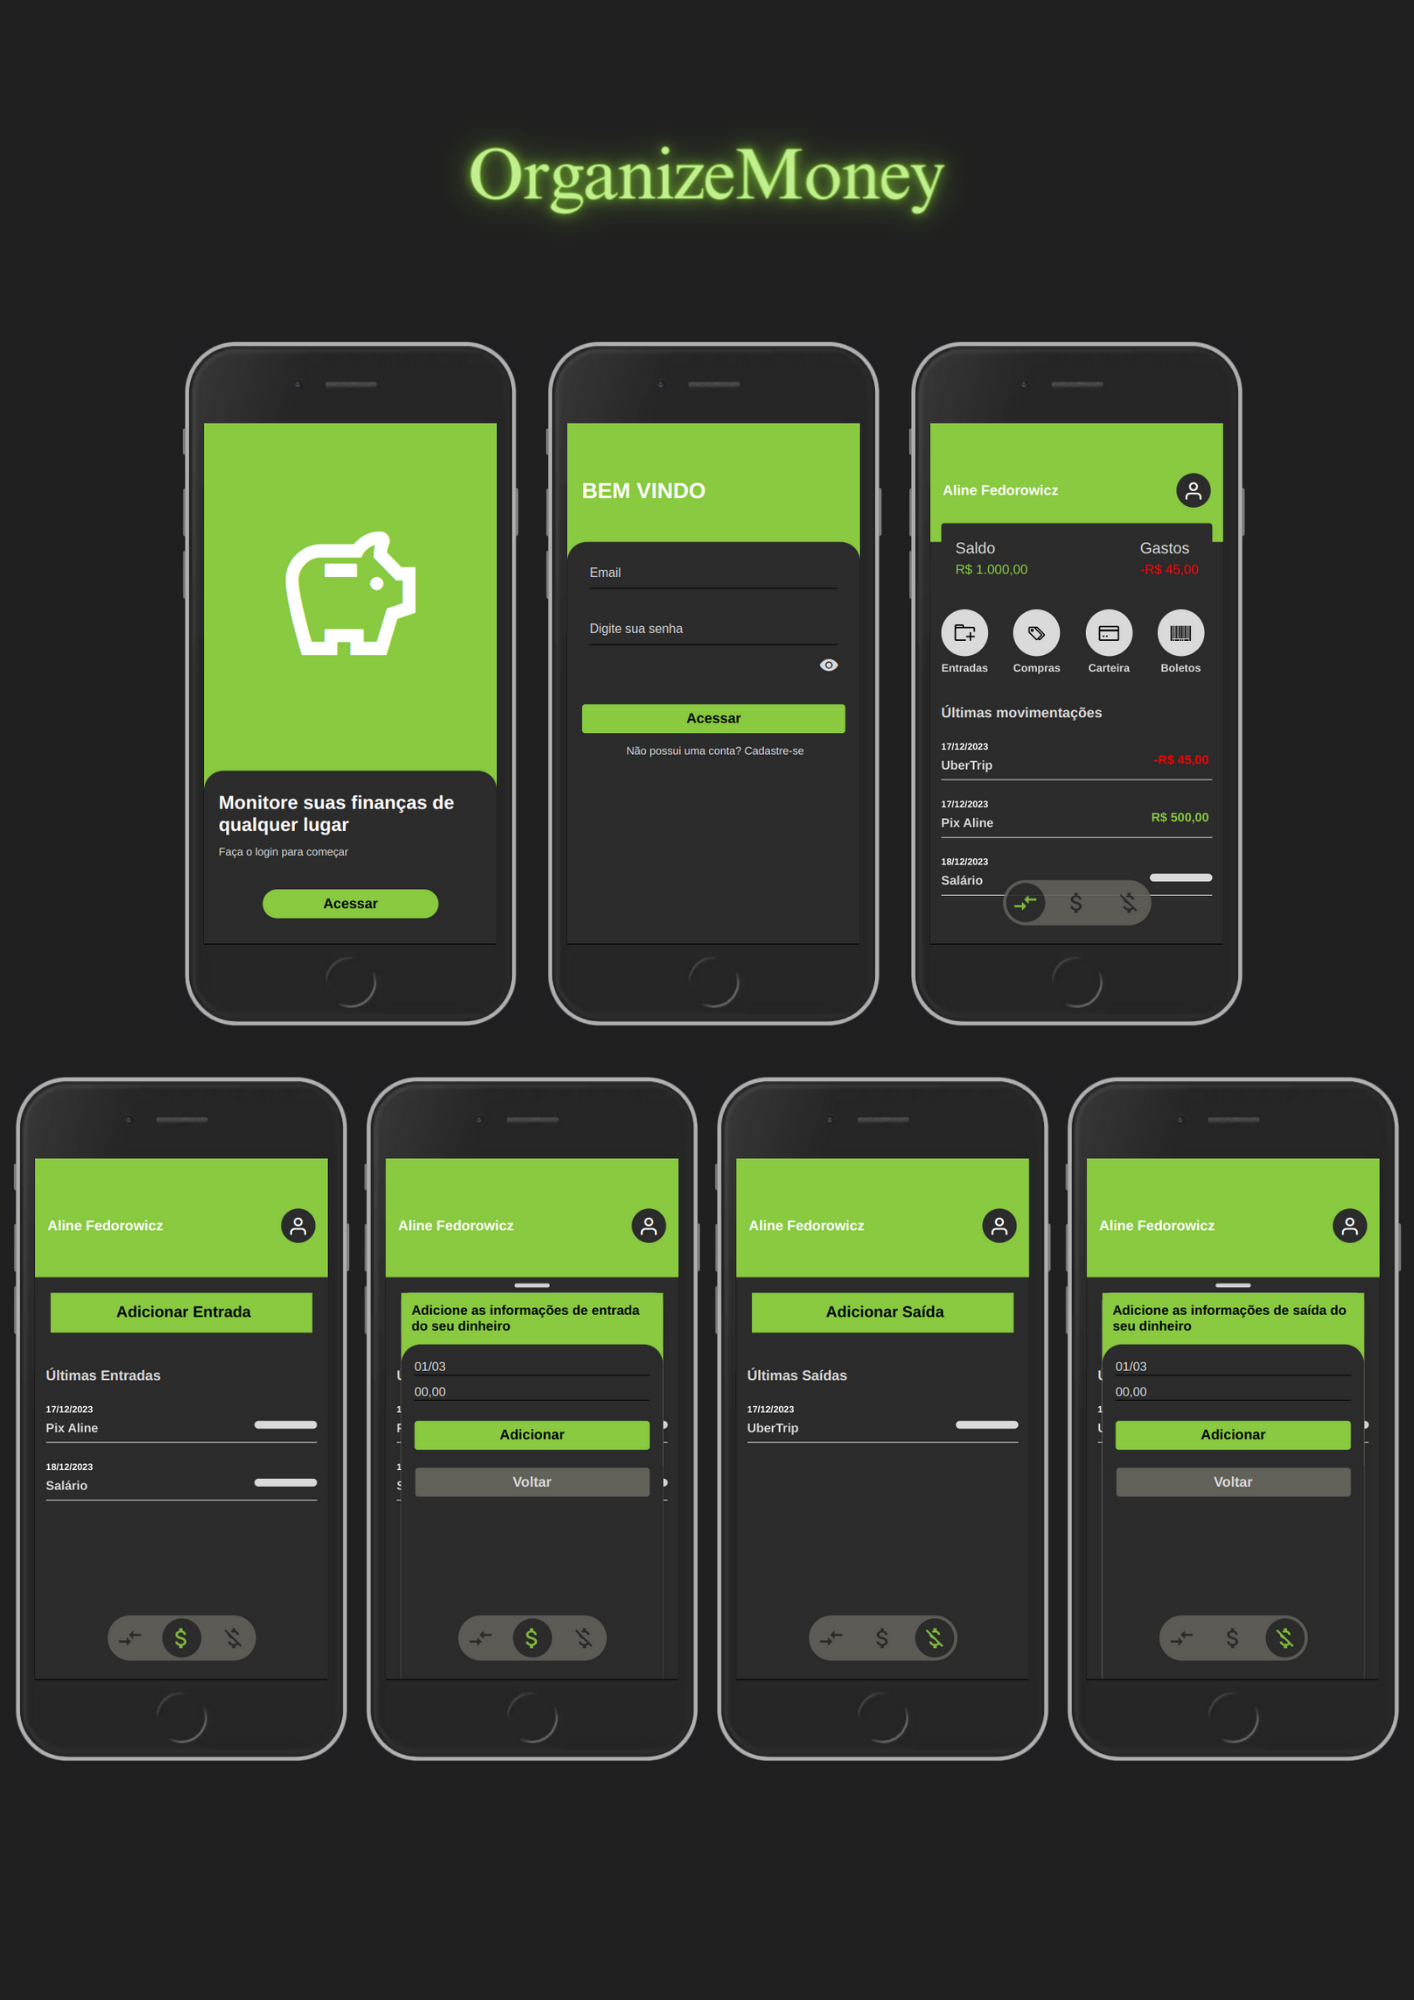 OrganizeMoney
Monitore suas finanças de
qualquer lugar
Faça o login para começar
Acessar
BEM VINDO
Email
Digite sua senha
Acessar
Não possui uma conta? Cadastre-se
Aline Fedorowicz
Saldo
Gastos
R$ 1.000,00
-R$ 45,00
Entradas
Compras
Carteira
Boletos
Últimas movimentações
17/12/2023
UberTrip
-R$ 45,00
17/12/2023
Pix Aline
R$ 500,00
18/12/2023
Salário
Aline Fedorowicz
Adicionar Entrada
Últimas Entradas
17/12/2023
Pix Aline
18/12/2023
Salário
Aline Fedorowicz
Adicione as informações de entrada
do seu dinheiro
01/03
00,00
Adicionar
Voltar
Aline Fedorowicz
Adicionar Saída
Últimas Saídas
17/12/2023
UberTrip
Aline Fedorowicz
Adicione as informações de saída do
seu dinheiro
01/03
00,00
Adicionar
Voltar